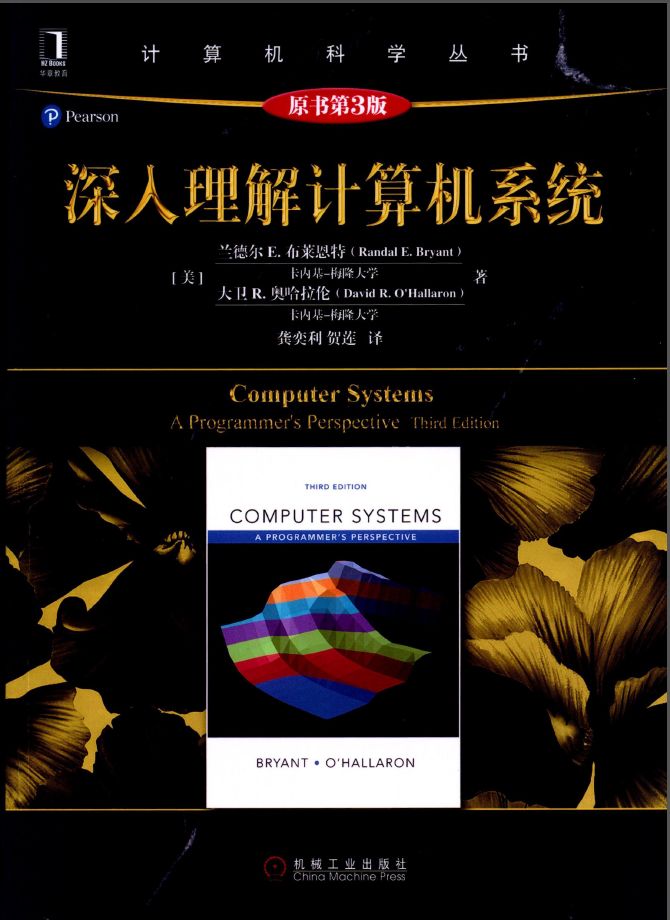 HZ BOOKS
华章教育
计算机科学丛书
Pearson
原书第3版
深入理解计算机系统
兰德尔 E. 布莱恩特（Randal E. Bryant）
卡内基-梅隆大学
[美]
著
大卫 R. 奥哈拉伦（David R. O'Hallaron）
卡内基-梅隆大学
龚奕利 贺莲 译
Computer Systems
A Programmer's Perspective Third Edition
THIRD EDITION
COMPUTER SYSTEMS
A PROGRAMMER'S PERSPECTIVE
BRYANT • O'HALLARON
机械工业出版社
China Machine Press